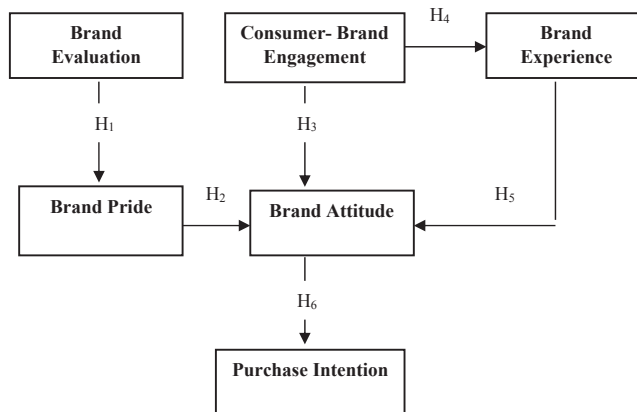 Brand
Evaluation
Consumer- Brand
Engagement
H₄
Brand
Experience
H₁
H₃
Brand Pride
H₂
Brand Attitude
H₅
H₆
Purchase Intention